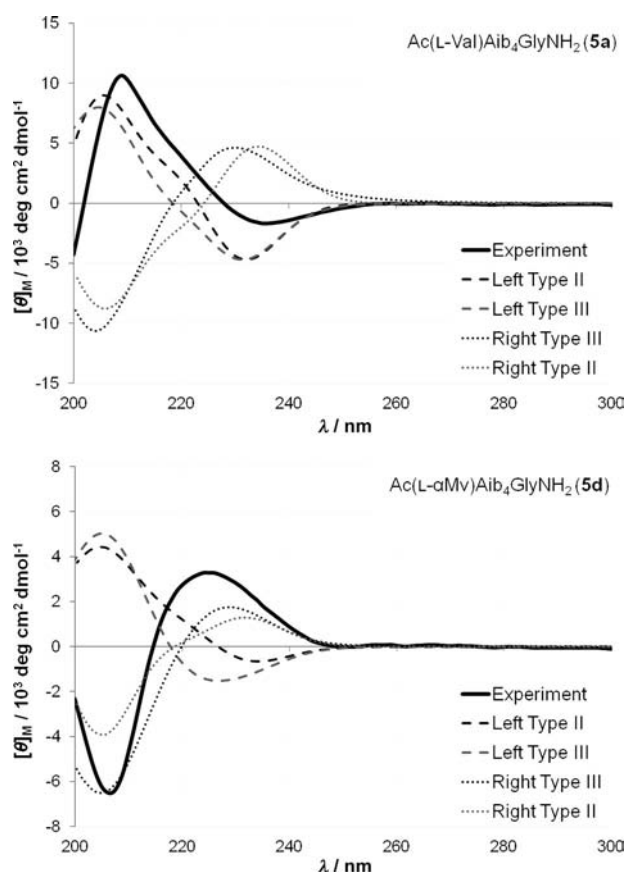 Ac(L-Val)Aib₄GlyNH₂ (5a)
15
10
5
0
-5
-10
-15
[θ]M / 10³ deg cm² dmol⁻¹
Experiment
Left Type II
Left Type III
Right Type III
Right Type II
200 220 240 260 280 300
λ / nm
Ac(L-αMv)Aib₄GlyNH₂ (5d)
8
6
4
2
0
-2
-4
-6
-8
[θ]M / 10³ deg cm² dmol⁻¹
Experiment
Left Type II
Left Type III
Right Type III
Right Type II
200 220 240 260 280 300
λ / nm